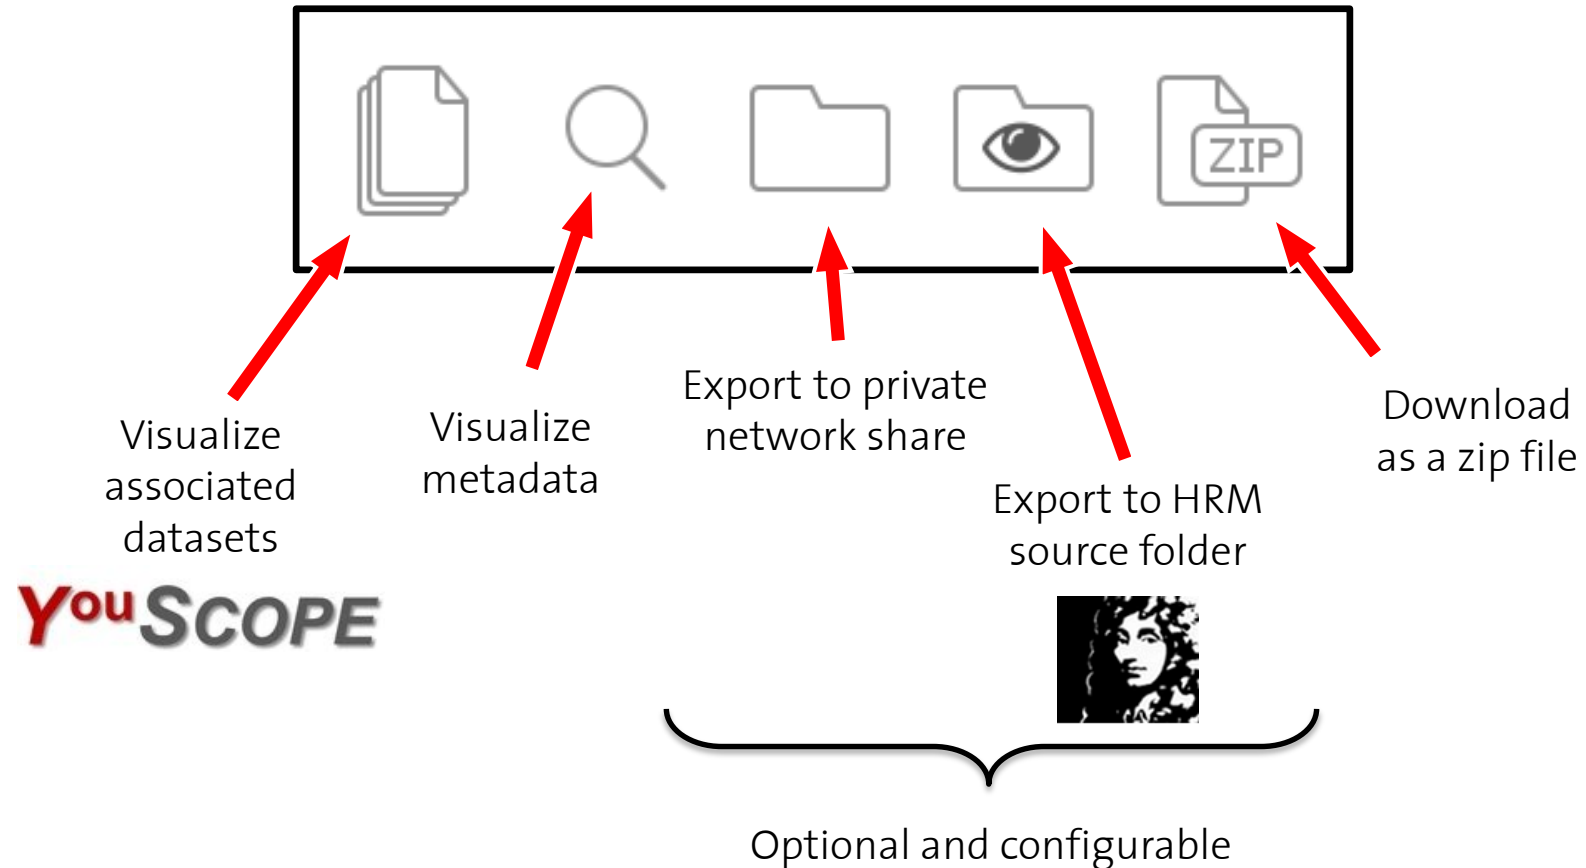 ZIP
Visualize
associated
datasets
Visualize
metadata
Export to private
network share
Export to HRM
source folder
Download
as a zip file
YouSCOPE
Optional and configurable